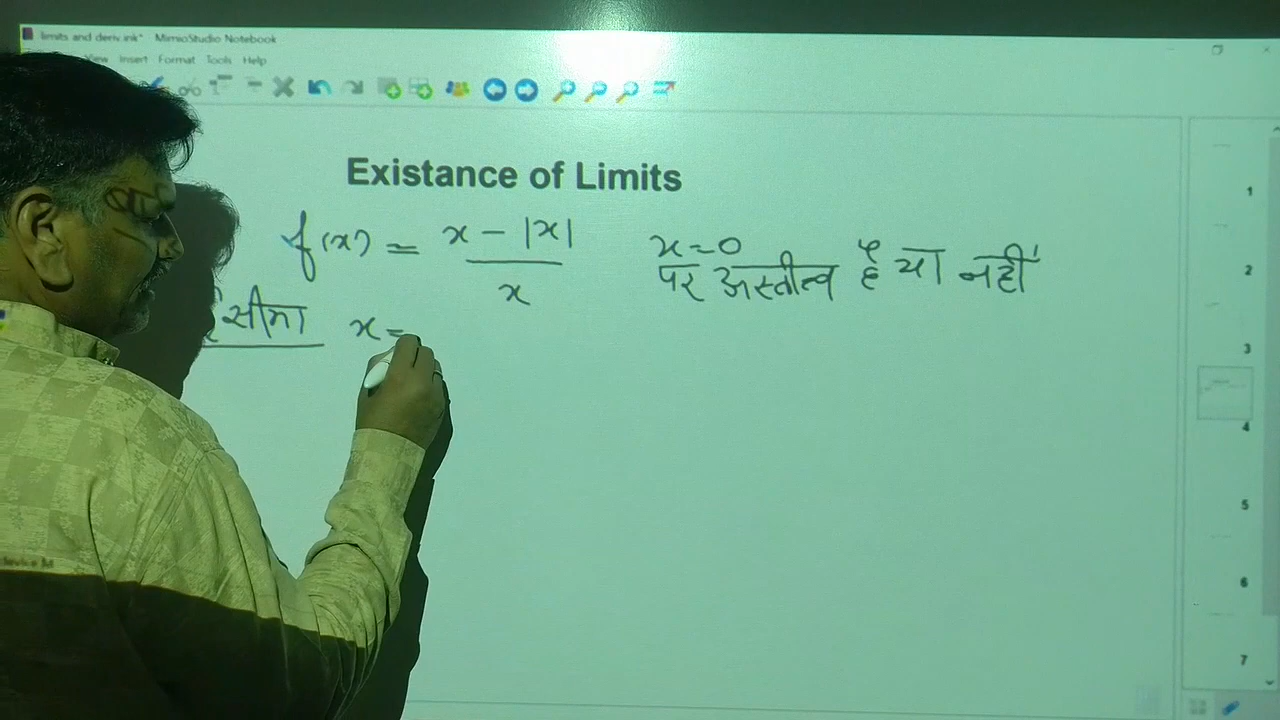 limits and deriv.ink* MimioStudio Notebook
View Insert Format Tools Help
Existance of Limits
f(x) = x - |x| / x x=0
पर अस्तीत्व है या नहीं
सीमा x =
1
2
3
4
5
6
7